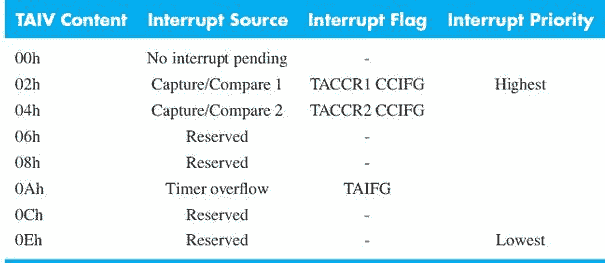 TAIV Content Interrupt Source Interrupt Flag Interrupt Priority
00h No interrupt pending -
02h Capture/Compare 1 TACCR1 CCIFG Highest
04h Capture/Compare 2 TACCR2 CCIFG
06h Reserved -
08h Reserved -
0Ah Timer overflow TAIFG
0Ch Reserved -
0Eh Reserved - Lowest